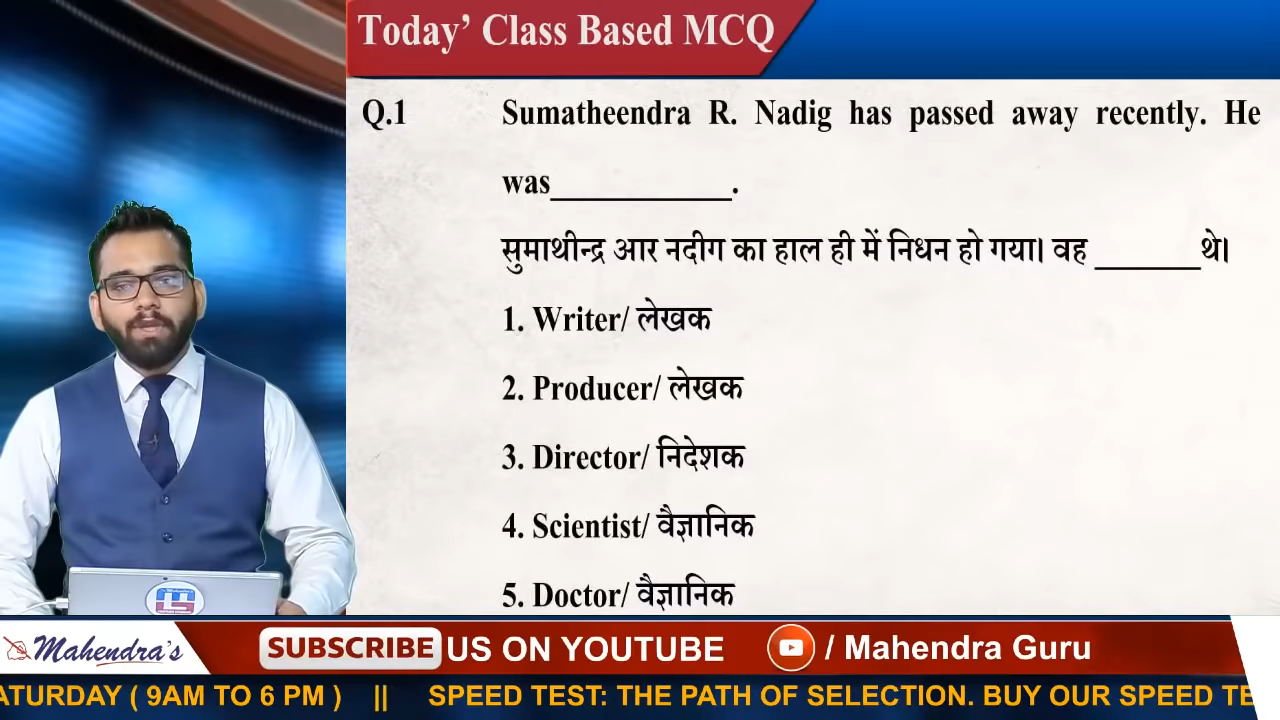 Today’ Class Based MCQ
Q.1 Sumatheendra R. Nadig has passed away recently. He
was___________.
सुमाथीन्द्र आर नदीग का हाल ही में निधन हो गया। वह _______थे।
1. Writer/ लेखक
2. Producer/ लेखक
3. Director/ निदेशक
4. Scientist/ वैज्ञानिक
5. Doctor/ वैज्ञानिक
Mahendra's SUBSCRIBE US ON YOUTUBE / Mahendra Guru
ATURDAY ( 9AM TO 6 PM ) || SPEED TEST: THE PATH OF SELECTION. BUY OUR SPEED TE